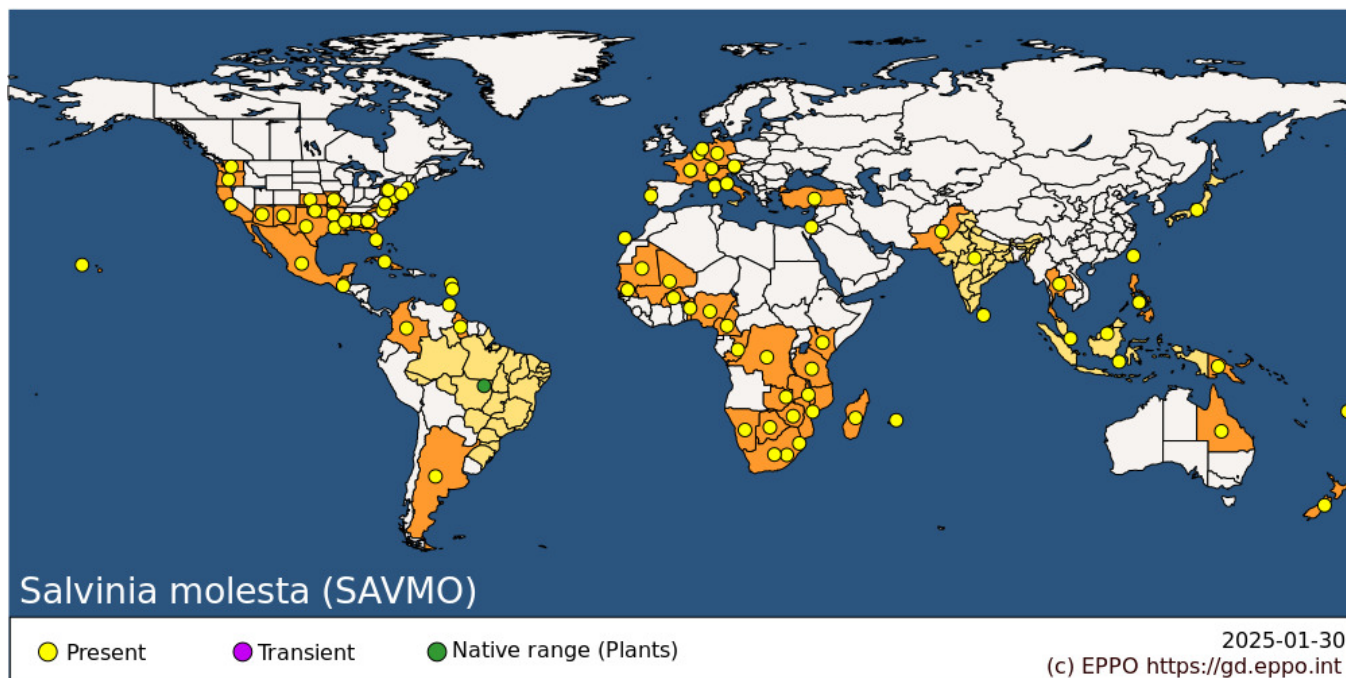 Salvinia molesta (SAVMO)
Present
Transient
Native range (Plants)
2025-01-30
(c) EPPO https://gd.eppo.int